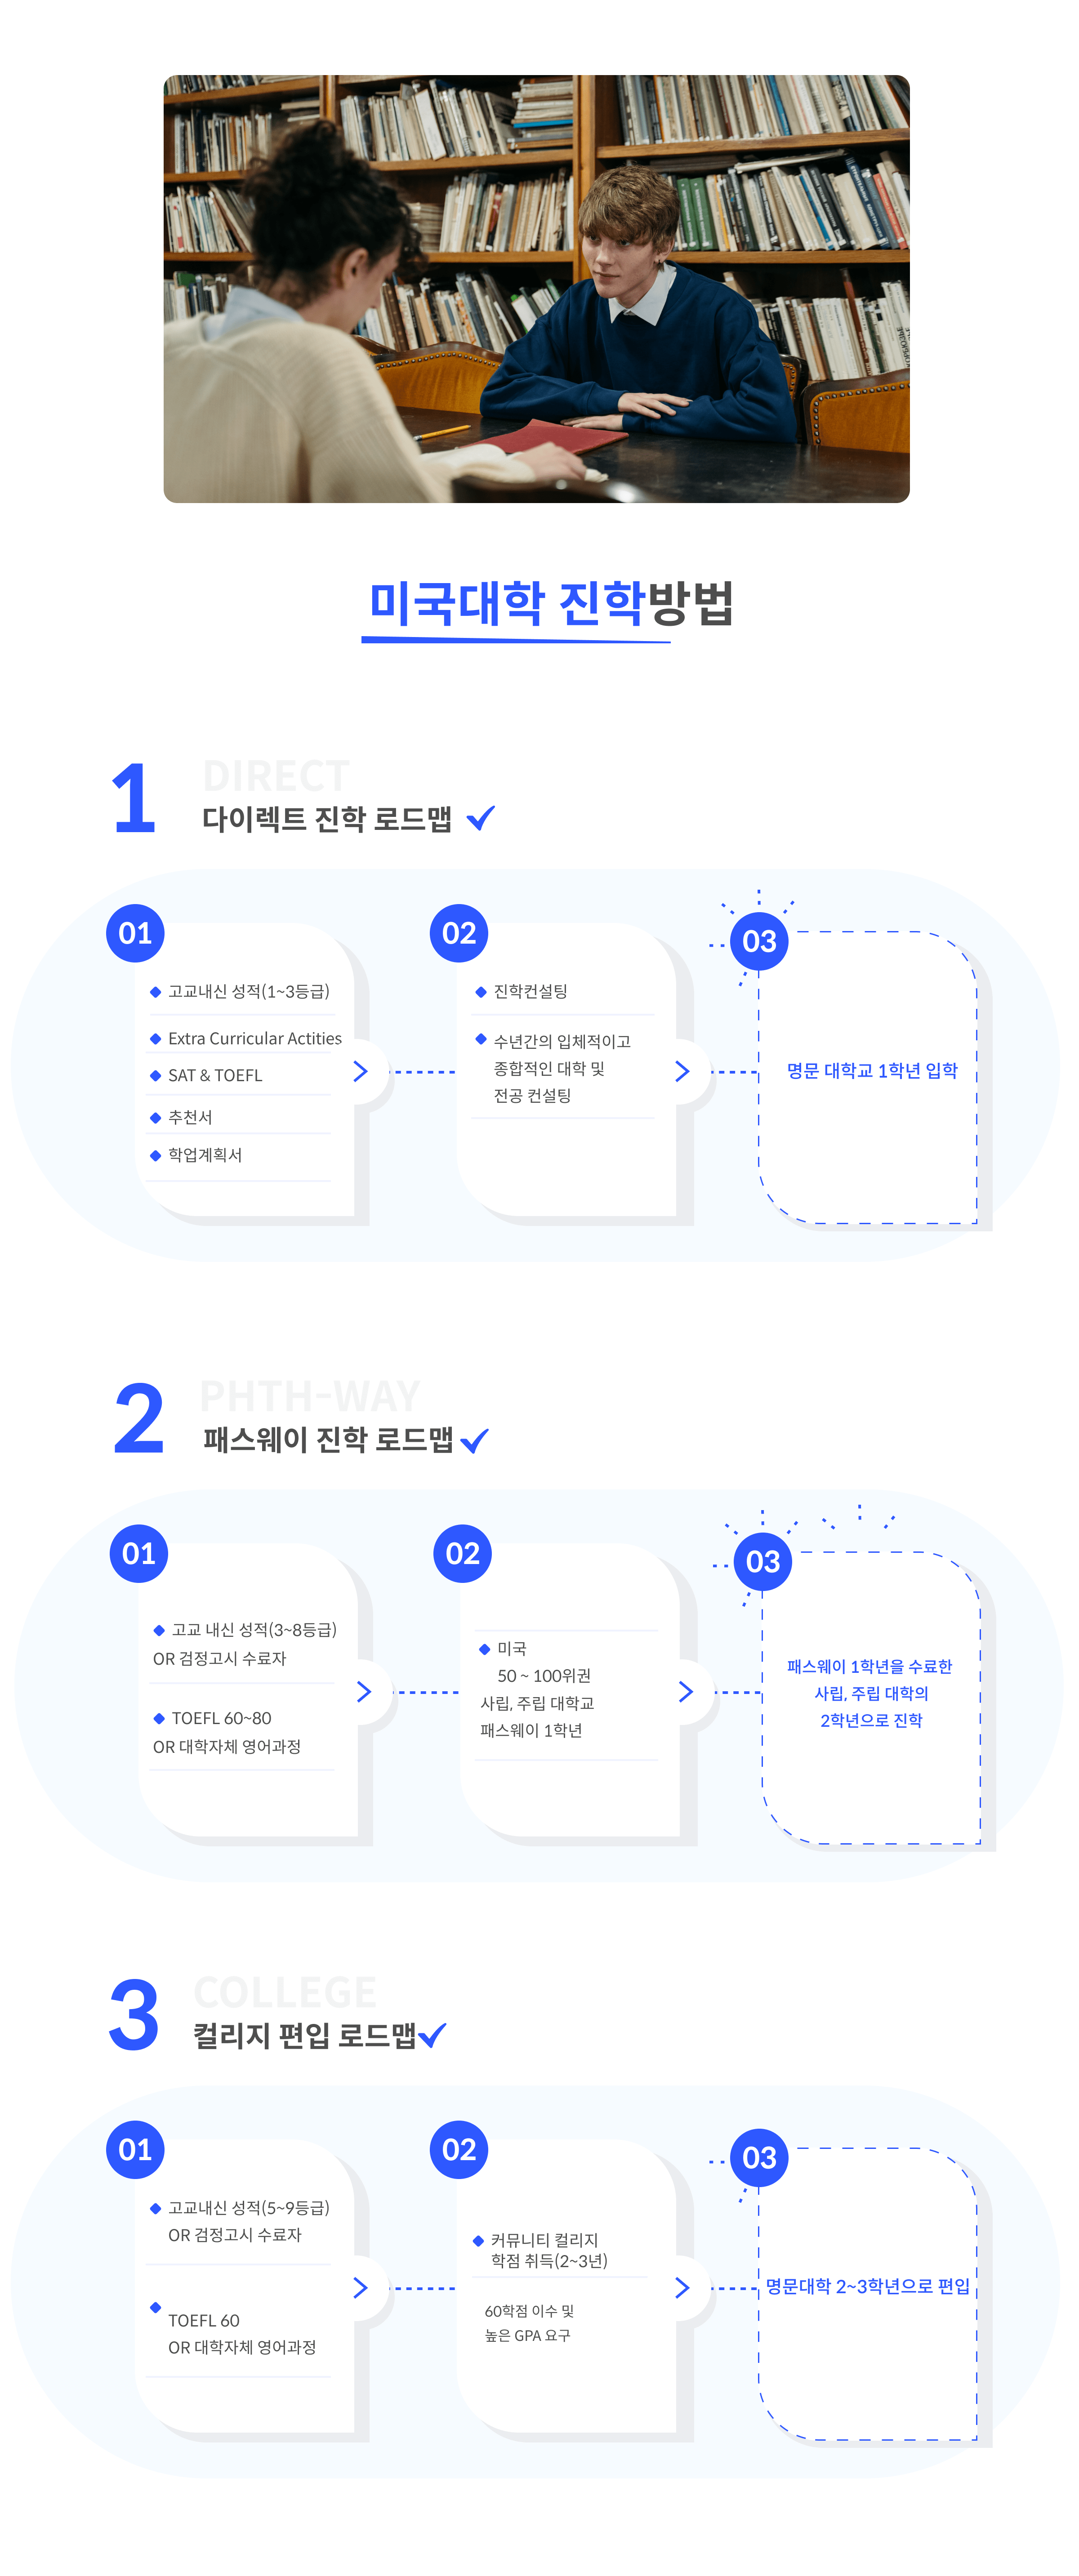 미국대학 진학방법
1
DIRECT
다이렉트 진학 로드맵
01
고교내신 성적(1~3등급)
Extra Curricular Actities
SAT & TOEFL
추천서
학업계획서
02
진학컨설팅
수년간의 입체적이고
종합적인 대학 및
전공 컨설팅
03
명문 대학교 1학년 입학
2
PHTH-WAY
패스웨이 진학 로드맵
01
고교 내신 성적(3~8등급)
OR 검정고시 수료자
TOEFL 60~80
OR 대학자체 영어과정
02
미국
50 ~ 100위권
사립, 주립 대학교
패스웨이 1학년
03
패스웨이 1학년을 수료한
사립, 주립 대학의
2학년으로 진학
3
COLLEGE
컬리지 편입 로드맵
01
고교내신 성적(5~9등급)
OR 검정고시 수료자
TOEFL 60
OR 대학자체 영어과정
02
커뮤니티 컬리지
학점 취득(2~3년)
60학점 이수 및
높은 GPA 요구
03
명문대학 2~3학년으로 편입